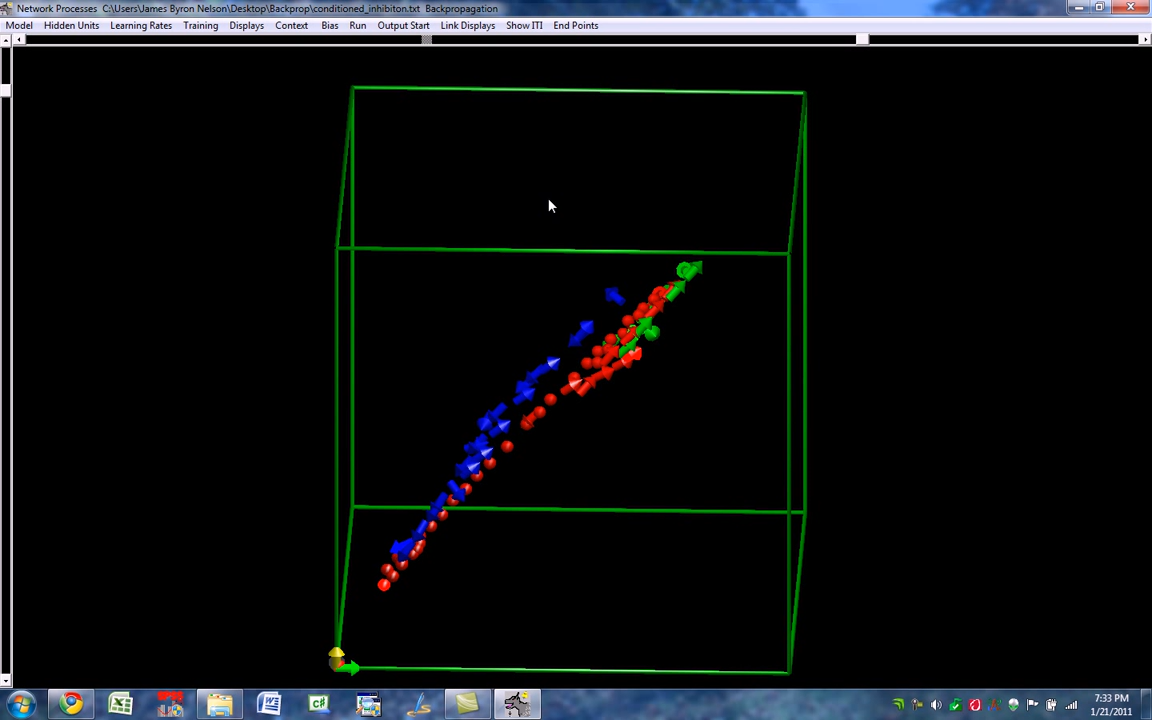 Network Processes C:\Users\James Byron Nelson\Desktop\Backprop\conditioned_inhibiton.txt Backpropagation
Model Hidden Units Learning Rates Training Displays Context Bias Run Output Start Link Displays Show ITI End Points
SPSS
W
C#
7:33 PM
1/21/2011